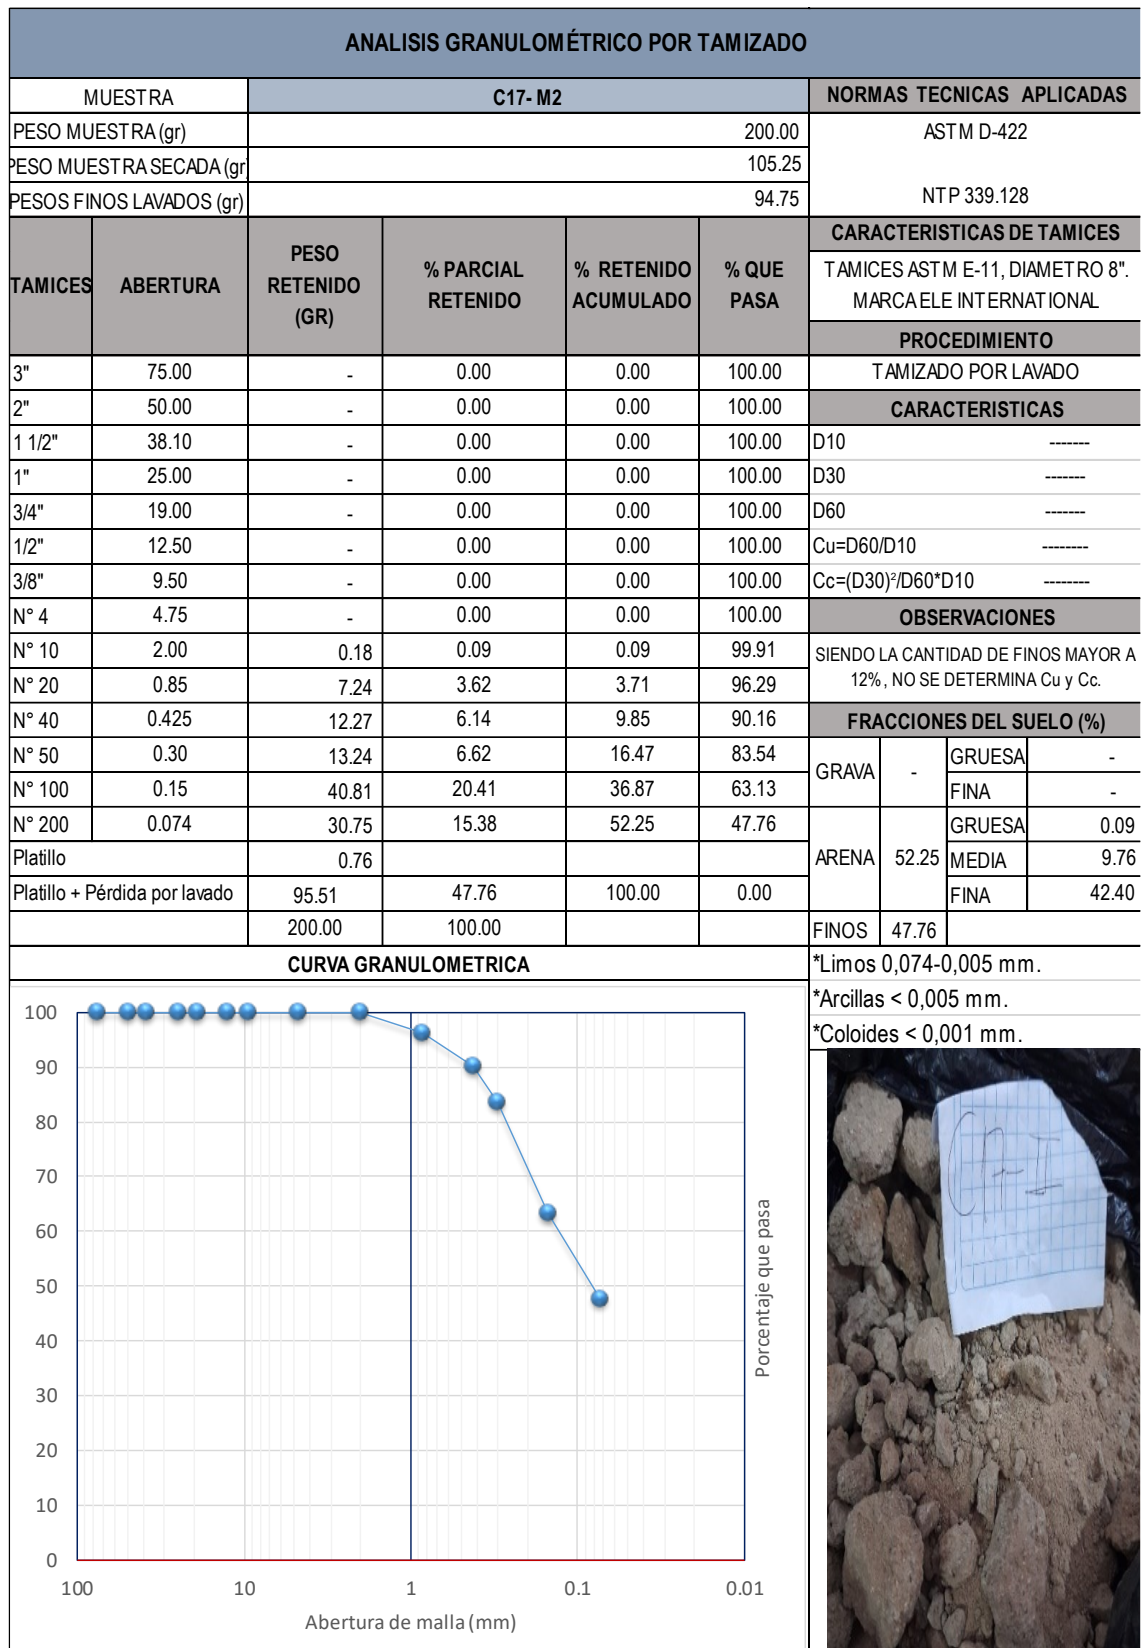 ANALISIS GRANULOMÉTRICO POR TAMIZADO
MUESTRA C17- M2 NORMAS TECNICAS APLICADAS
PESO MUESTRA (gr) 200.00 ASTM D-422
PESO MUESTRA SECADA (gr) 105.25
PESOS FINOS LAVADOS (gr) 94.75 NTP 339.128
TAMICES ABERTURA PESO RETENIDO (GR) % PARCIAL RETENIDO % RETENIDO ACUMULADO % QUE PASA
CARACTERISTICAS DE TAMICES
TAMICES ASTM E-11, DIAMETRO 8".
MARCA ELE INTERNATIONAL
PROCEDIMIENTO
3" 75.00 - 0.00 0.00 100.00 TAMIZADO POR LAVADO
2" 50.00 - 0.00 0.00 100.00 CARACTERISTICAS
1 1/2" 38.10 - 0.00 0.00 100.00 D10 -------
1" 25.00 - 0.00 0.00 100.00 D30 -------
3/4" 19.00 - 0.00 0.00 100.00 D60 -------
1/2" 12.50 - 0.00 0.00 100.00 Cu=D60/D10 --------
3/8" 9.50 - 0.00 0.00 100.00 Cc=(D30)²/D60*D10 --------
N° 4 4.75 - 0.00 0.00 100.00 OBSERVACIONES
N° 10 2.00 0.18 0.09 0.09 99.91 SIENDO LA CANTIDAD DE FINOS MAYOR A
N° 20 0.85 7.24 3.62 3.71 96.29 12%, NO SE DETERMINA Cu y Cc.
N° 40 0.425 12.27 6.14 9.85 90.16 FRACCIONES DEL SUELO (%)
N° 50 0.30 13.24 6.62 16.47 83.54 GRAVA - GRUESA -
N° 100 0.15 40.81 20.41 36.87 63.13 FINA -
N° 200 0.074 30.75 15.38 52.25 47.76 GRUESA 0.09
Platillo 0.76 ARENA 52.25 MEDIA 9.76
Platillo + Pérdida por lavado 95.51 47.76 100.00 0.00 FINA 42.40
200.00 100.00 FINOS 47.76
CURVA GRANULOMETRICA
*Limos 0,074-0,005 mm.
*Arcillas < 0,005 mm.
*Coloides < 0,001 mm.
100
90
80
70
60
50
40
30
20
10
0
100 10 1 0.1 0.01
Abertura de malla (mm)
Porcentaje que pasa
C17-II